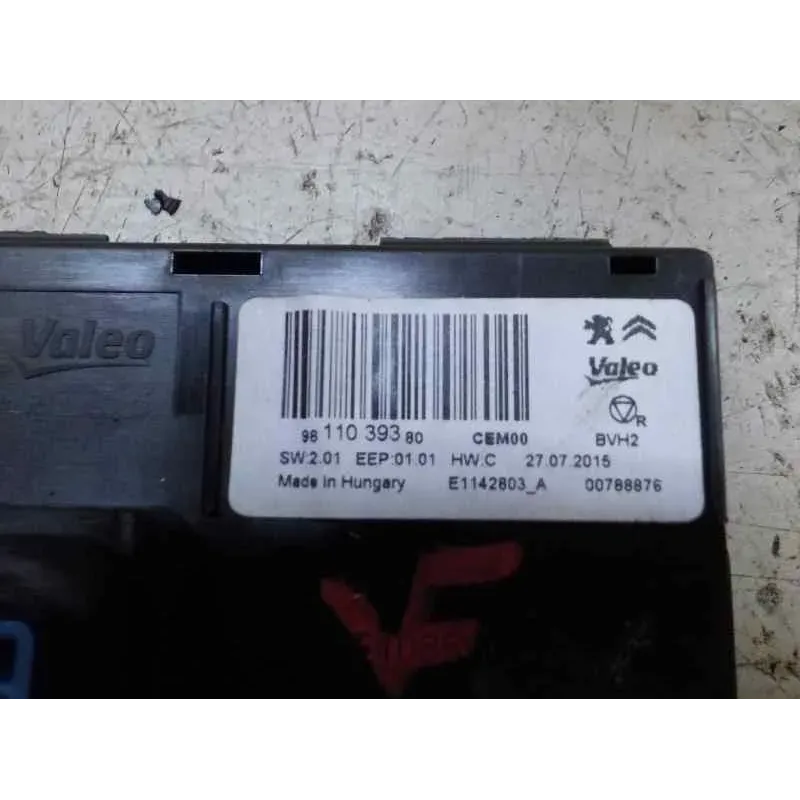 Valeo
Valeo
R
98 110 393 80 CEM00 BVH2
SW:2.01 EEP:01.01 HW:C 27.07.2015
Made in Hungary E1142803_A 00788876
VF